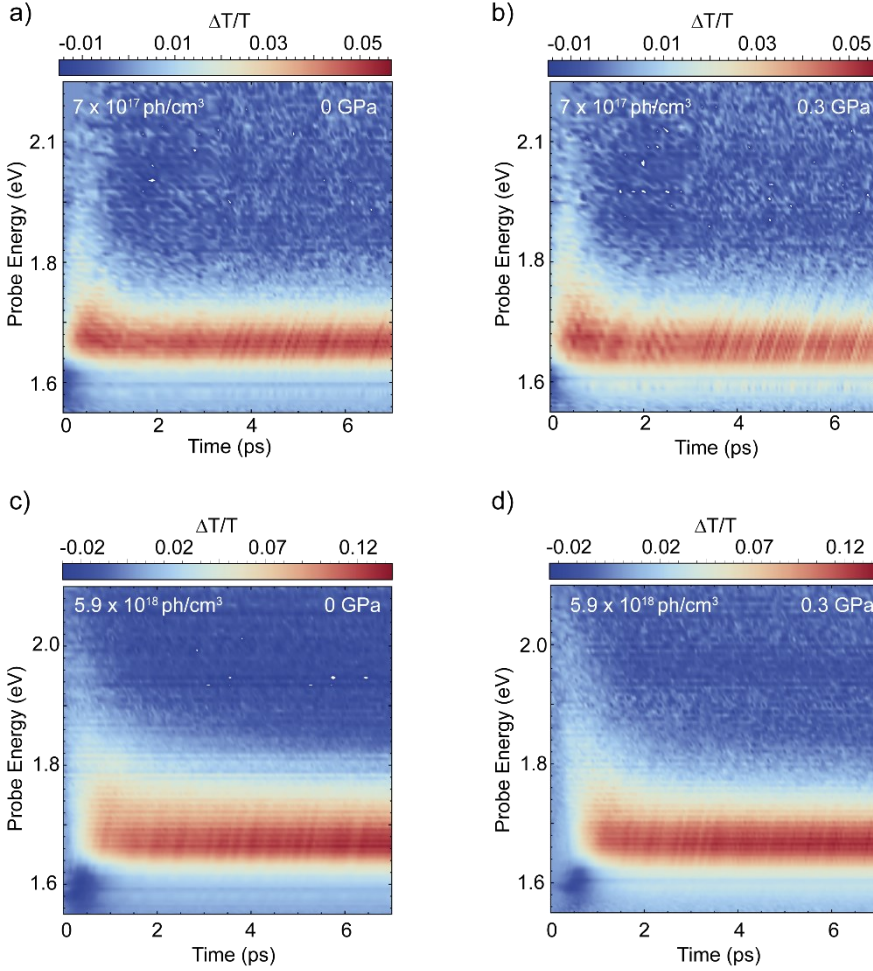 a)
ΔT/T
-0.01 0.01 0.03 0.05
7 x 10¹⁷ ph/cm³ 0 GPa
2.1
1.8
1.6
Probe Energy (eV)
0 2 4 6
Time (ps)
b)
ΔT/T
-0.01 0.01 0.03 0.05
7 x 10¹⁷ ph/cm³ 0.3 GPa
2.1
1.8
1.6
Probe Energy (eV)
0 2 4 6
Time (ps)
c)
ΔT/T
-0.02 0.02 0.07 0.12
5.9 x 10¹⁸ ph/cm³ 0 GPa
2.0
1.8
1.6
Probe Energy (eV)
0 2 4 6
Time (ps)
d)
ΔT/T
-0.02 0.02 0.07 0.12
5.9 x 10¹⁸ ph/cm³ 0.3 GPa
2.0
1.8
1.6
Probe Energy (eV)
0 2 4 6
Time (ps)